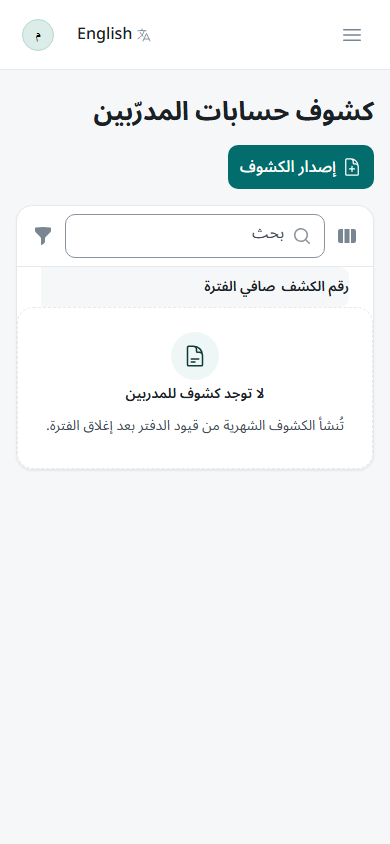 English
م
كشوف حسابات المدرّبين
إصدار الكشوف
بحث
رقم الكشف صافي الفترة
لا توجد كشوف للمدربين
تُنشأ الكشوف الشهرية من قيود الدفتر بعد إغلاق الفترة.